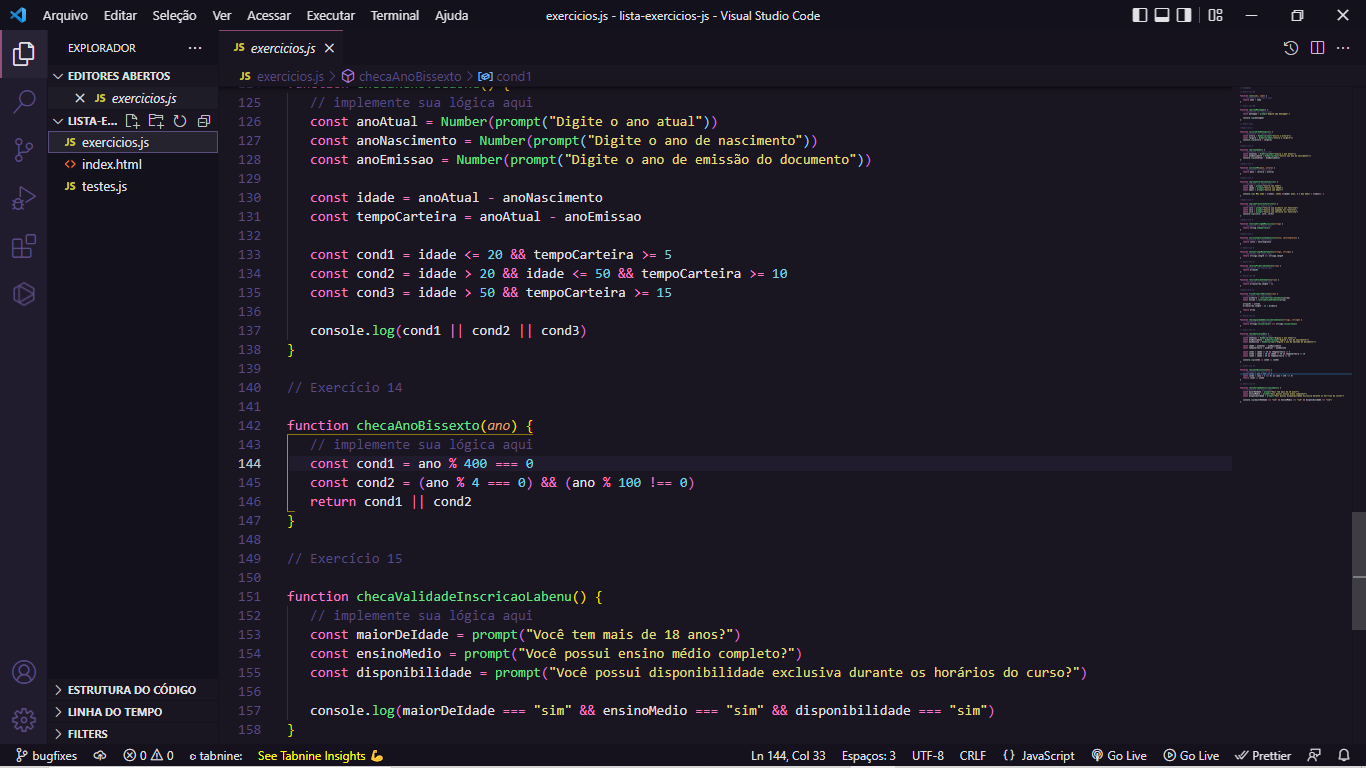 Arquivo Editar Seleção Ver Acessar Executar Terminal Ajuda
exercicios.js - lista-exercicios-js - Visual Studio Code
EXPLORADOR
EDITORES ABERTOS
JS exercicios.js
LISTA-E...
JS exercicios.js
<> index.html
JS testes.js
ESTRUTURA DO CÓDIGO
LINHA DO TEMPO
FILTERS
JS exercicios.js
JS exercicios.js > checaAnoBissexto > cond1
125 // implemente sua lógica aqui
126 const anoAtual = Number(prompt("Digite o ano atual"))
127 const anoNascimento = Number(prompt("Digite o ano de nascimento"))
128 const anoEmissao = Number(prompt("Digite o ano de emissão do documento"))
129
130 const idade = anoAtual - anoNascimento
131 const tempoCarteira = anoAtual - anoEmissao
132
133 const cond1 = idade <= 20 && tempoCarteira >= 5
134 const cond2 = idade > 20 && idade <= 50 && tempoCarteira >= 10
135 const cond3 = idade > 50 && tempoCarteira >= 15
136
137 console.log(cond1 || cond2 || cond3)
138 }
139
140 // Exercício 14
141
142 function checaAnoBissexto(ano) {
143 // implemente sua lógica aqui
144 const cond1 = ano % 400 === 0
145 const cond2 = (ano % 4 === 0) && (ano % 100 !== 0)
146 return cond1 || cond2
147 }
148
149 // Exercício 15
150
151 function checaValidadeInscricaoLabenu() {
152 // implemente sua lógica aqui
153 const maiorDeIdade = prompt("Você tem mais de 18 anos?")
154 const ensinoMedio = prompt("Você possui ensino médio completo?")
155 const disponibilidade = prompt("Você possui disponibilidade exclusiva durante os horários do curso?")
156
157 console.log(maiorDeIdade === "sim" && ensinoMedio === "sim" && disponibilidade === "sim")
158 }
bugfixes 0 0 tabnine: See Tabnine Insights 💪 Ln 144, Col 33 Espaços: 3 UTF-8 CRLF {} JavaScript Go Live Go Live Prettier